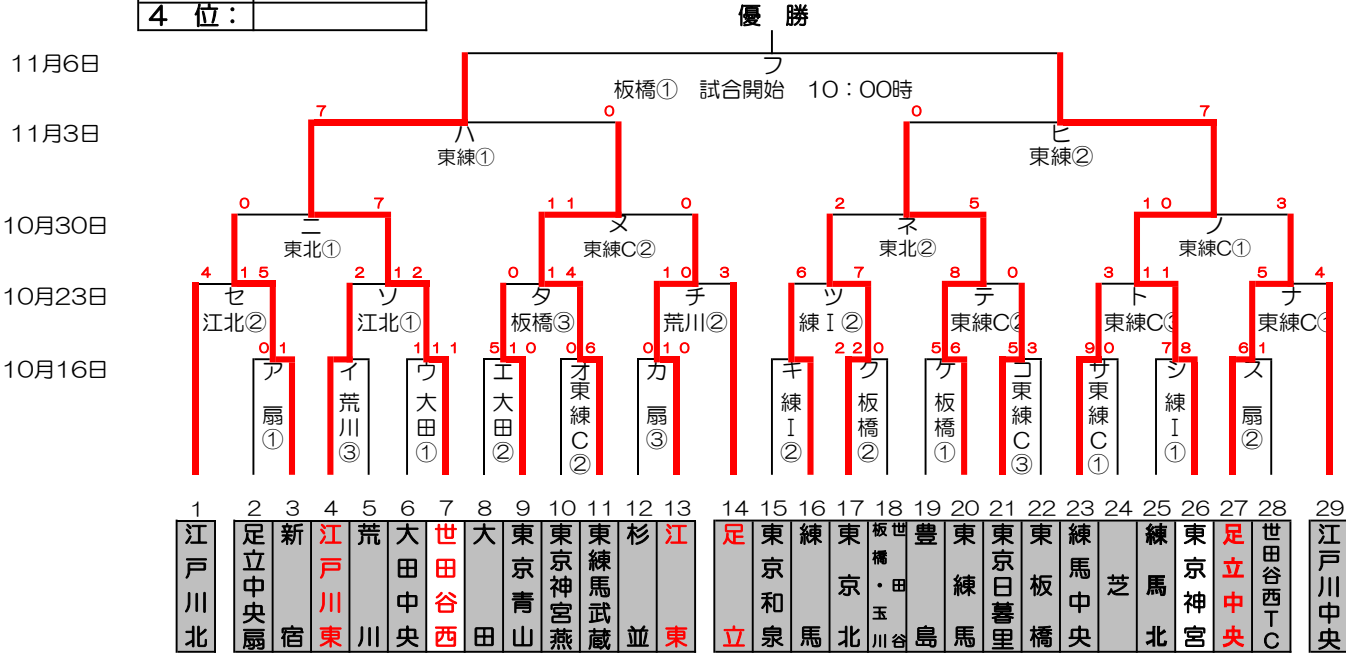 4 位：
優 勝
11月6日
フ
板橋① 試合開始 10：00時
7 0 0 7
11月3日
ハ ヒ
東練① 東練②
0 7 11 0 2 5 10 3
10月30日
ニ メ ネ ノ
東北① 東練C② 東北② 東練C①
4 15 2 12 0 14 10 3 6 7 8 0 3 11 5 4
10月23日
セ ソ タ チ ツ テ ト ナ
江北② 江北① 板橋③ 荒川② 練Ｉ② 東練C② 東練C③ 東練C①
0 1 1 11 5 10 0 6 0 10 2 20 5 6 5 3 9 0 7 8 6 1
10月16日
ア イ ウ エ オ カ キ ク ケ コ サ シ ス
扇① 荒川③ 大田① 大田② 東練C② 扇③ 練Ｉ② 板橋② 板橋① 東練C③ 東練C① 練Ｉ① 扇②
1 2 3 4 5 6 7 8 9 10 11 12 13 14 15 16 17 18 19 20 21 22 23 24 25 26 27 28 29
江戸川北
足立中央扇
新宿
江戸川東
荒川
大田中央
世田谷西
大田
東京青山
東京神宮燕
東練馬武蔵
杉並
江東
足立
東京和泉
練馬
東京北
世田谷
板橋・玉川
豊島
東練馬
東京日暮里
東板橋
練馬中央
芝
練馬北
東京神宮
足立中央
世田谷西TC
江戸川中央